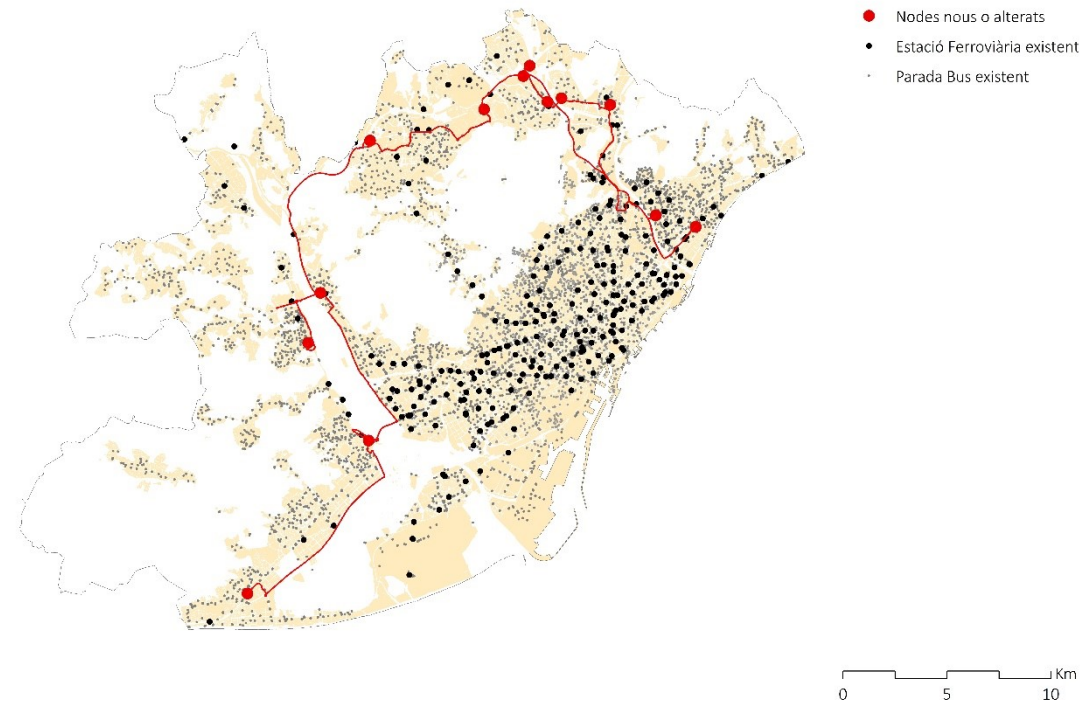 Nodes nous o alterats
Estació Ferroviària existent
Parada Bus existent
Km
0 5 10